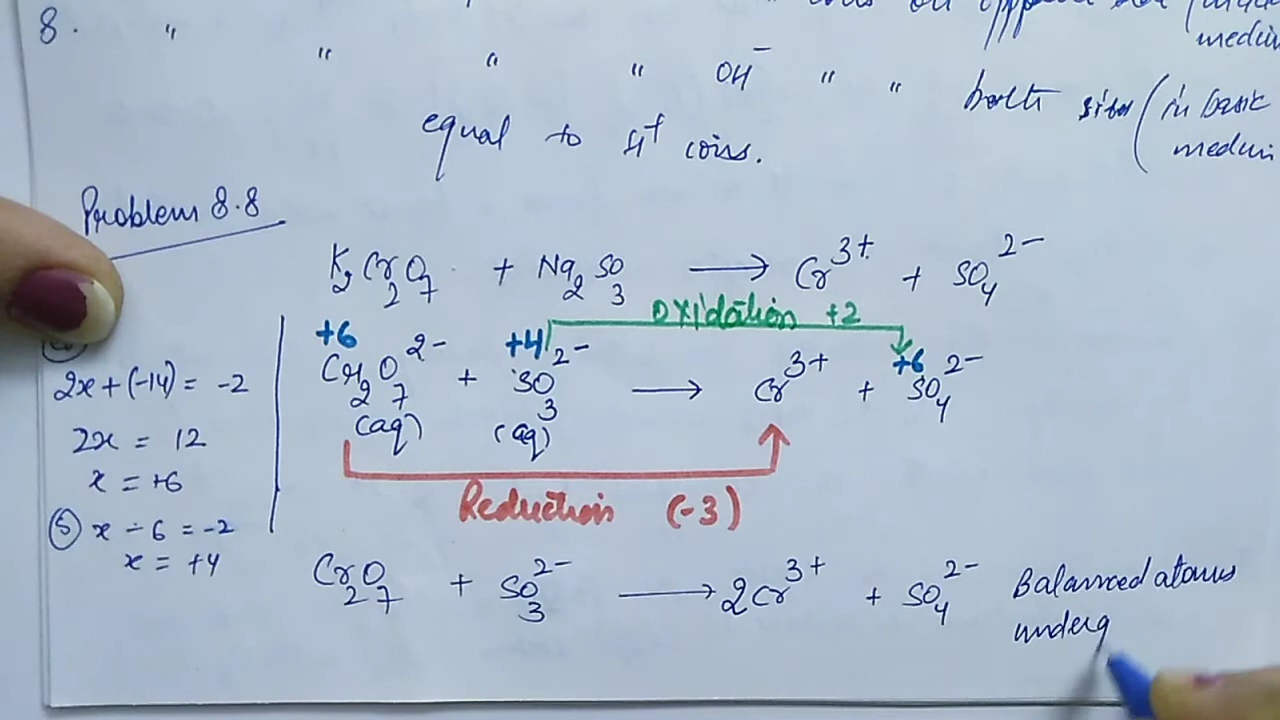 8. " " " " OH⁻ " " both sides (in basic
equal to H⁺ coins. medium
Problem 8.8
K₂Cr₂O₇ + Na₂SO₃ ⟶ Cr³⁺ + SO₄²⁻
oxidation +2
+6 +4 +6
Cr₂O₇²⁻ + SO₃²⁻ ⟶ Cr³⁺ + SO₄²⁻
(aq) (aq)
Reduction (-3)
2x + (-14) = -2
2x = 12
x = +6
Ⓢ x - 6 = -2
x = +4
Cr₂O₇ + SO₃²⁻ ⟶ 2Cr³⁺ + SO₄²⁻ Balanced atoms
underg